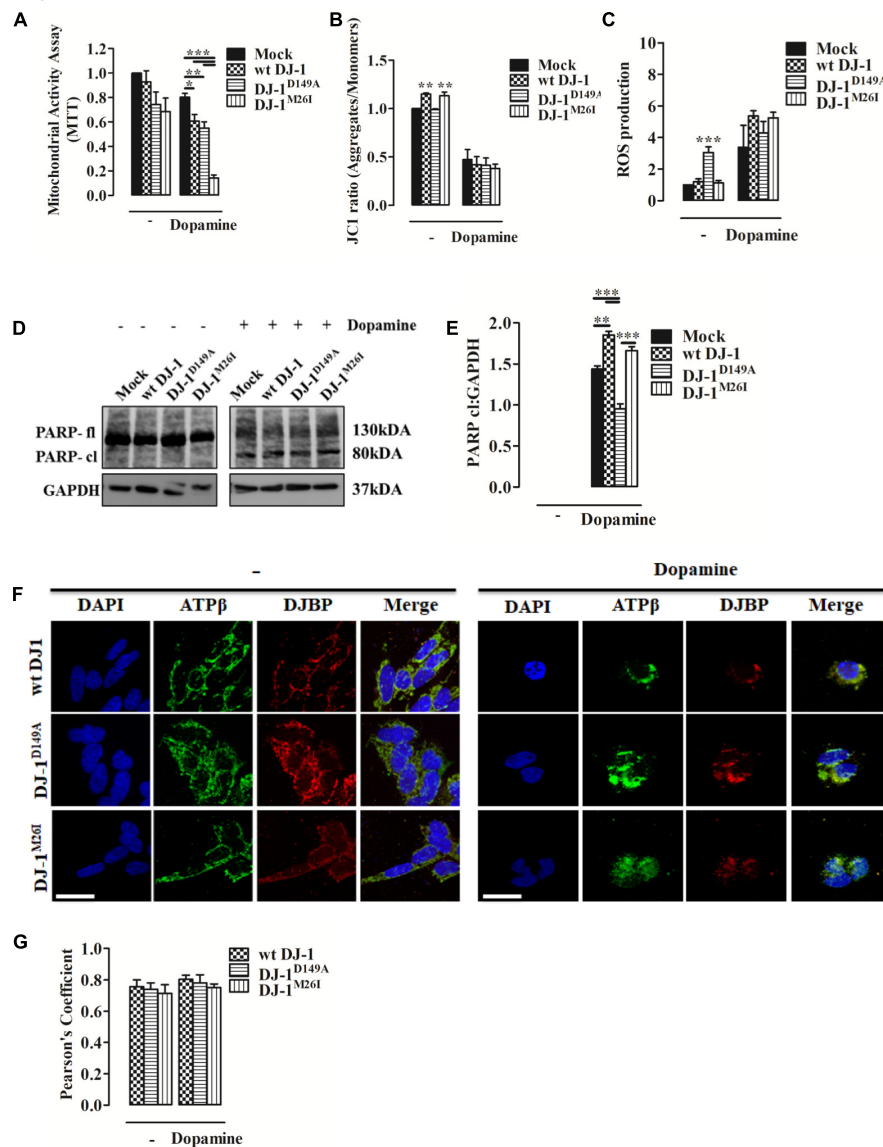 A
Mitochondrial Activity Assay
(MTT)
1.2
1.0
0.8
0.6
0.4
0.2
0.0
***
**
*
Mock
wt DJ-1
DJ-1D149A
DJ-1M26I
-
Dopamine
B
JC1 ratio (Aggregates/Monomers)
1.5
1.0
0.5
0.0
** **
Mock
wt DJ-1
DJ-1D149A
DJ-1M26I
-
Dopamine
C
ROS production
10
8
6
4
2
0
***
Mock
wt DJ-1
DJ-1D149A
DJ-1M26I
-
Dopamine
D
- - - - + + + + Dopamine
Mock wt DJ-1 DJ-1D149A DJ-1M26I Mock wt DJ-1 DJ-1D149A DJ-1M26I
PARP- fl 130kDA
PARP- cl 80kDA
GAPDH 37kDA
E
PARP cl:GAPDH
2.0
1.5
1.0
0.5
0.0
***
**
***
Mock
wt DJ-1
DJ-1D149A
DJ-1M26I
-
Dopamine
F
- Dopamine
DAPI ATPβ DJBP Merge DAPI ATPβ DJBP Merge
wt DJ1
DJ-1D149A
DJ-1M26I
G
Pearson's Coefficient
1.0
0.8
0.6
0.4
0.2
0.0
wt DJ-1
DJ-1D149A
DJ-1M26I
-
Dopamine